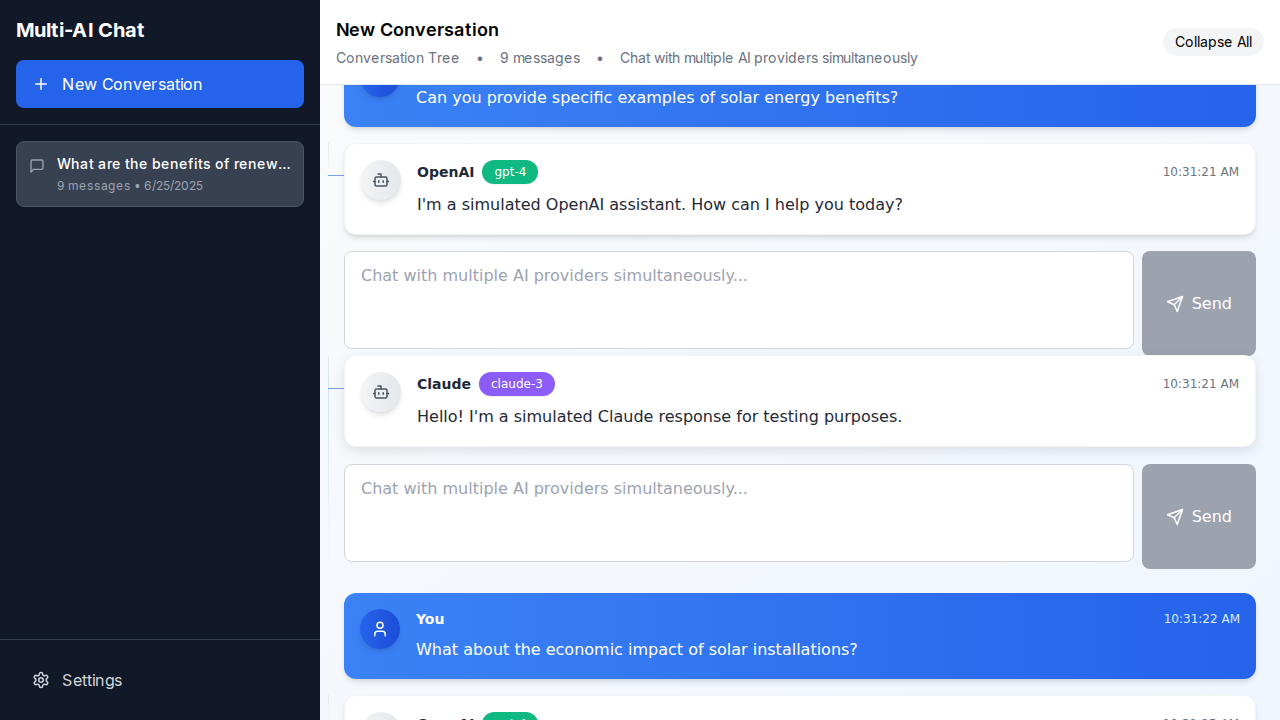 Multi-AI Chat
New Conversation
What are the benefits of renew...
9 messages • 6/25/2025
Settings
New Conversation
Conversation Tree • 9 messages • Chat with multiple AI providers simultaneously
Collapse All
Can you provide specific examples of solar energy benefits?
OpenAI gpt-4 10:31:21 AM
I'm a simulated OpenAI assistant. How can I help you today?
Chat with multiple AI providers simultaneously...
Send
Claude claude-3 10:31:21 AM
Hello! I'm a simulated Claude response for testing purposes.
Chat with multiple AI providers simultaneously...
Send
You 10:31:22 AM
What about the economic impact of solar installations?